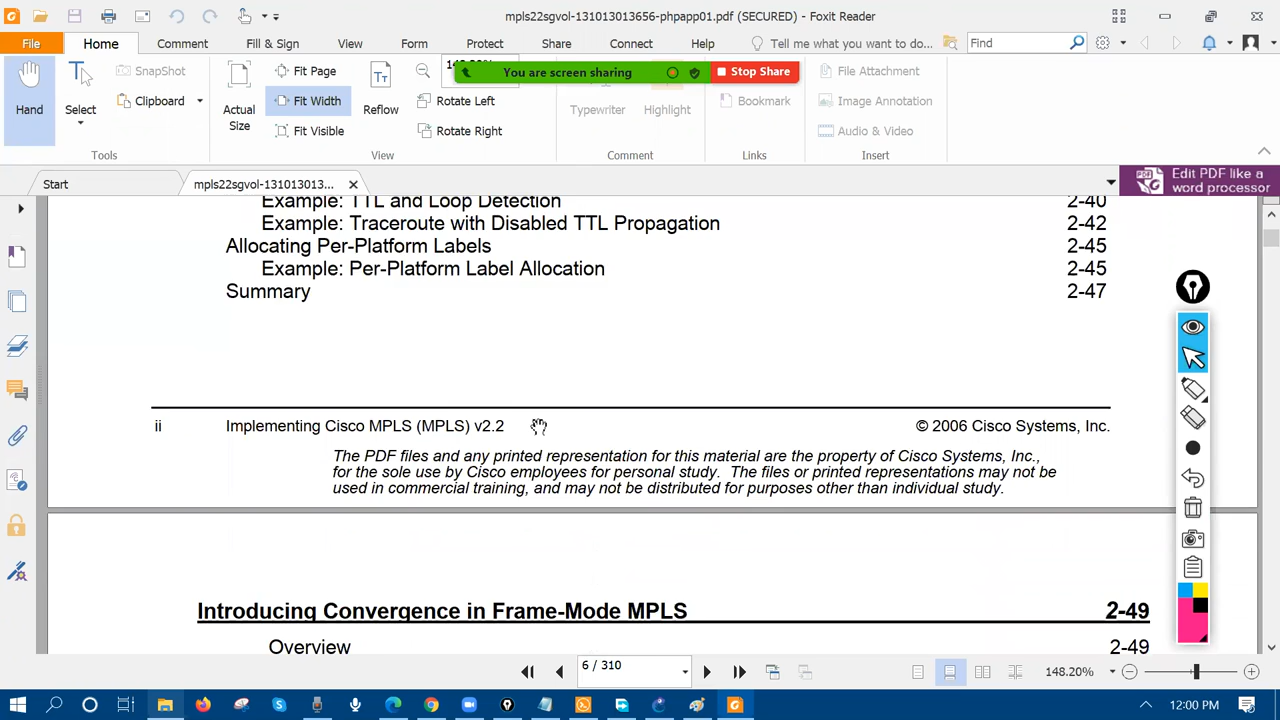 mpls22sgvol-131013013656-phpapp01.pdf (SECURED) - Foxit Reader
File Home Comment Fill & Sign View Form Protect Share Connect Help Tell me what you want to do... Find
You are screen sharing Stop Share
Hand
Select
SnapShot
Clipboard
Tools
Actual Size
Fit Page
Fit Width
Fit Visible
Reflow
Rotate Left
Rotate Right
View
Typewriter
Highlight
Comment
Bookmark
Links
File Attachment
Image Annotation
Audio & Video
Insert
Start mpls22sgvol-131013013...
Edit PDF like a
word processor
Example: TTL and Loop Detection 2-40
Example: Traceroute with Disabled TTL Propagation 2-42
Allocating Per-Platform Labels 2-45
Example: Per-Platform Label Allocation 2-45
Summary 2-47
ii Implementing Cisco MPLS (MPLS) v2.2 © 2006 Cisco Systems, Inc.
The PDF files and any printed representation for this material are the property of Cisco Systems, Inc.,
for the sole use by Cisco employees for personal study. The files or printed representations may not be
used in commercial training, and may not be distributed for purposes other than individual study.
Introducing Convergence in Frame-Mode MPLS 2-49
Overview 2-49
6 / 310
148.20%
12:00 PM